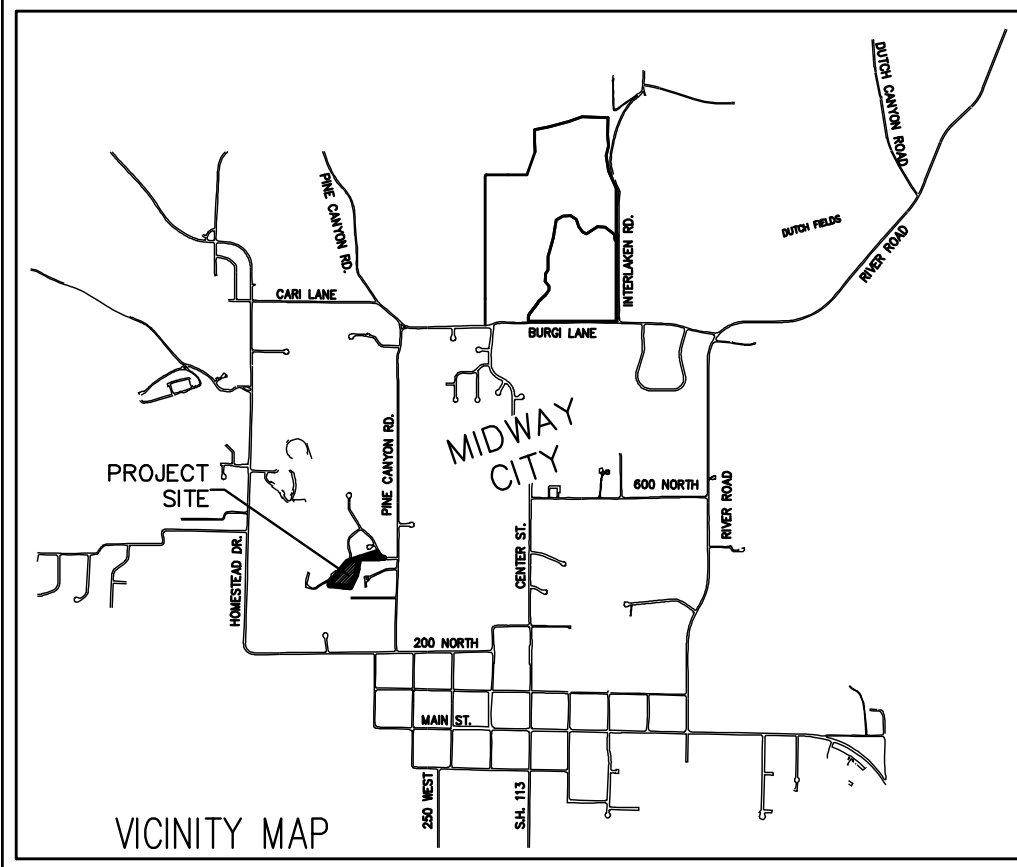 DUTCH CANYON ROAD
PINE CANYON RD.
DUTCH FIELDS
INTERLAKEN RD.
RIVER ROAD
CARI LANE
BURGI LANE
MIDWAY
CITY
PINE CANYON RD.
PROJECT
SITE
600 NORTH
RIVER ROAD
CENTER ST.
HOMESTEAD DR.
200 NORTH
MAIN ST.
250 WEST
S.H. 113
VICINITY MAP